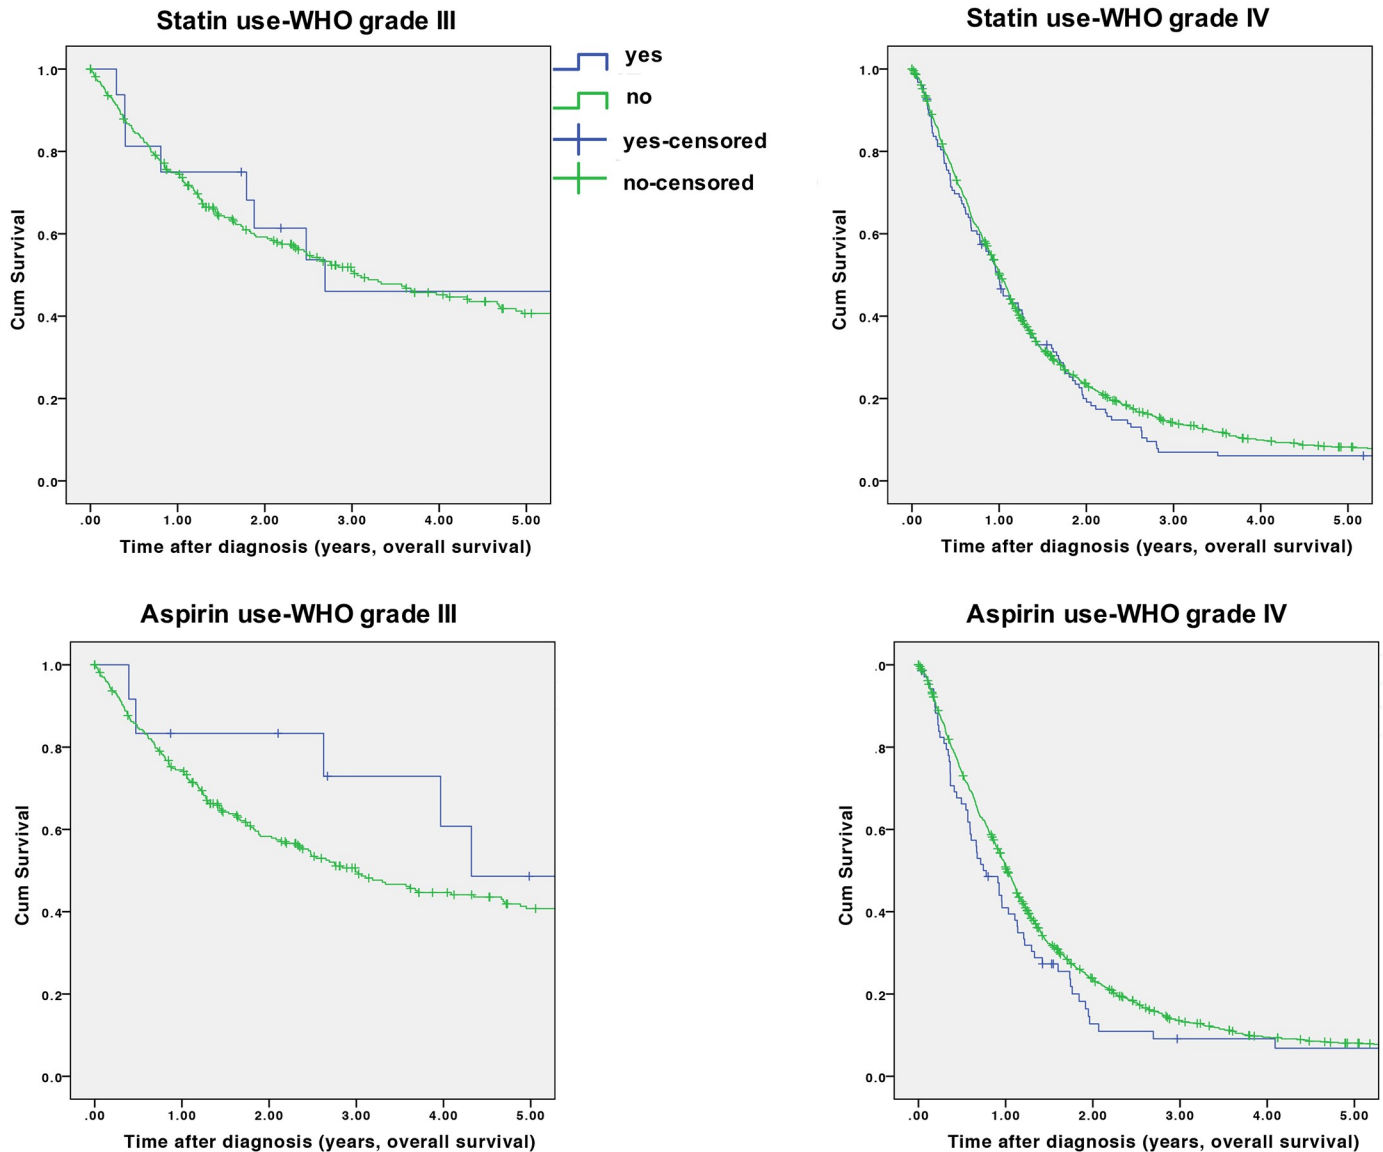 Statin use-WHO grade III
Statin use-WHO grade IV
yes
no
yes-censored
no-censored
1.0
0.8
0.6
0.4
0.2
0.0
Cum Survival
.00 1.00 2.00 3.00 4.00 5.00
Time after diagnosis (years, overall survival)
1.0
0.8
0.6
0.4
0.2
0.0
Cum Survival
.00 1.00 2.00 3.00 4.00 5.00
Time after diagnosis (years, overall survival)
Aspirin use-WHO grade III
Aspirin use-WHO grade IV
1.0
0.8
0.6
0.4
0.2
0.0
Cum Survival
.00 1.00 2.00 3.00 4.00 5.00
Time after diagnosis (years, overall survival)
.0
.8
0.6
0.4
0.2
0.0
Cum Survival
.00 1.00 2.00 3.00 4.00 5.00
Time after diagnosis (years, overall survival)